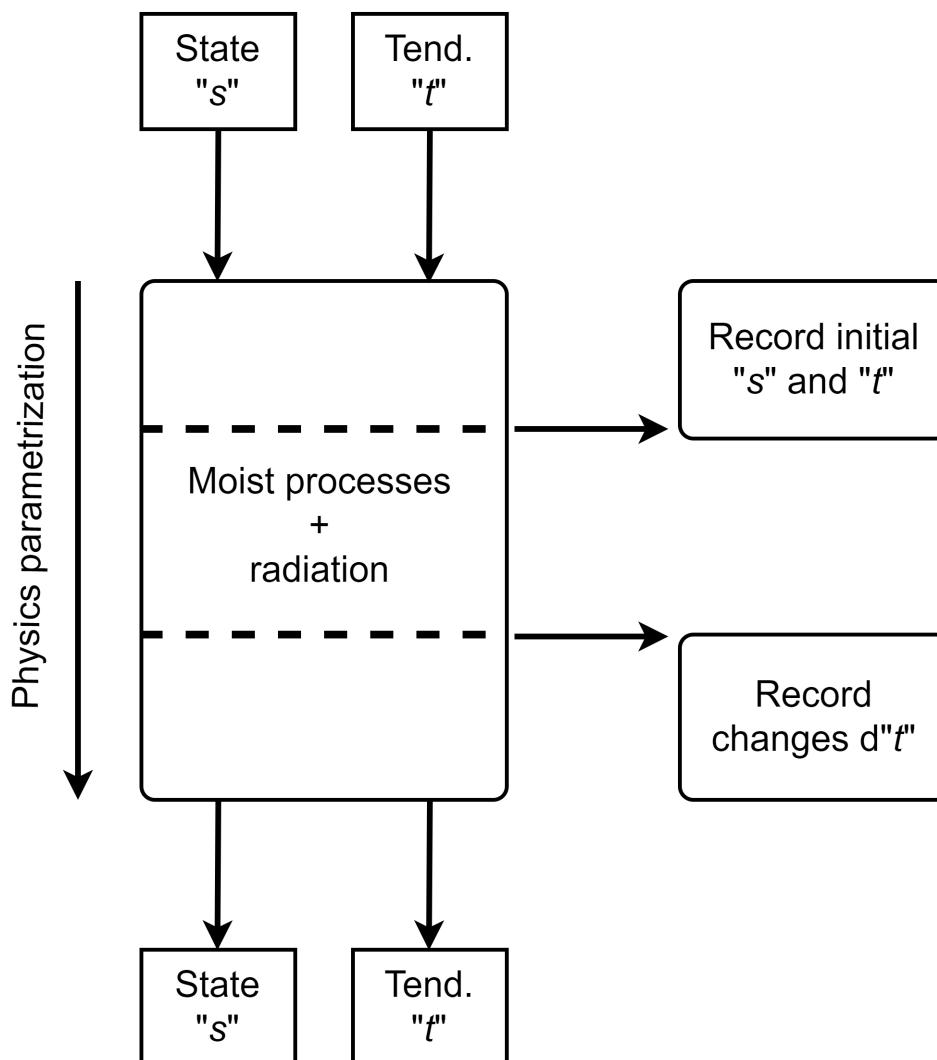 State
"s"
Tend.
"t"
Physics parametrization
Record initial
"s" and "t"
Moist processes
+
radiation
Record
changes d"t"
State
"s"
Tend.
"t"